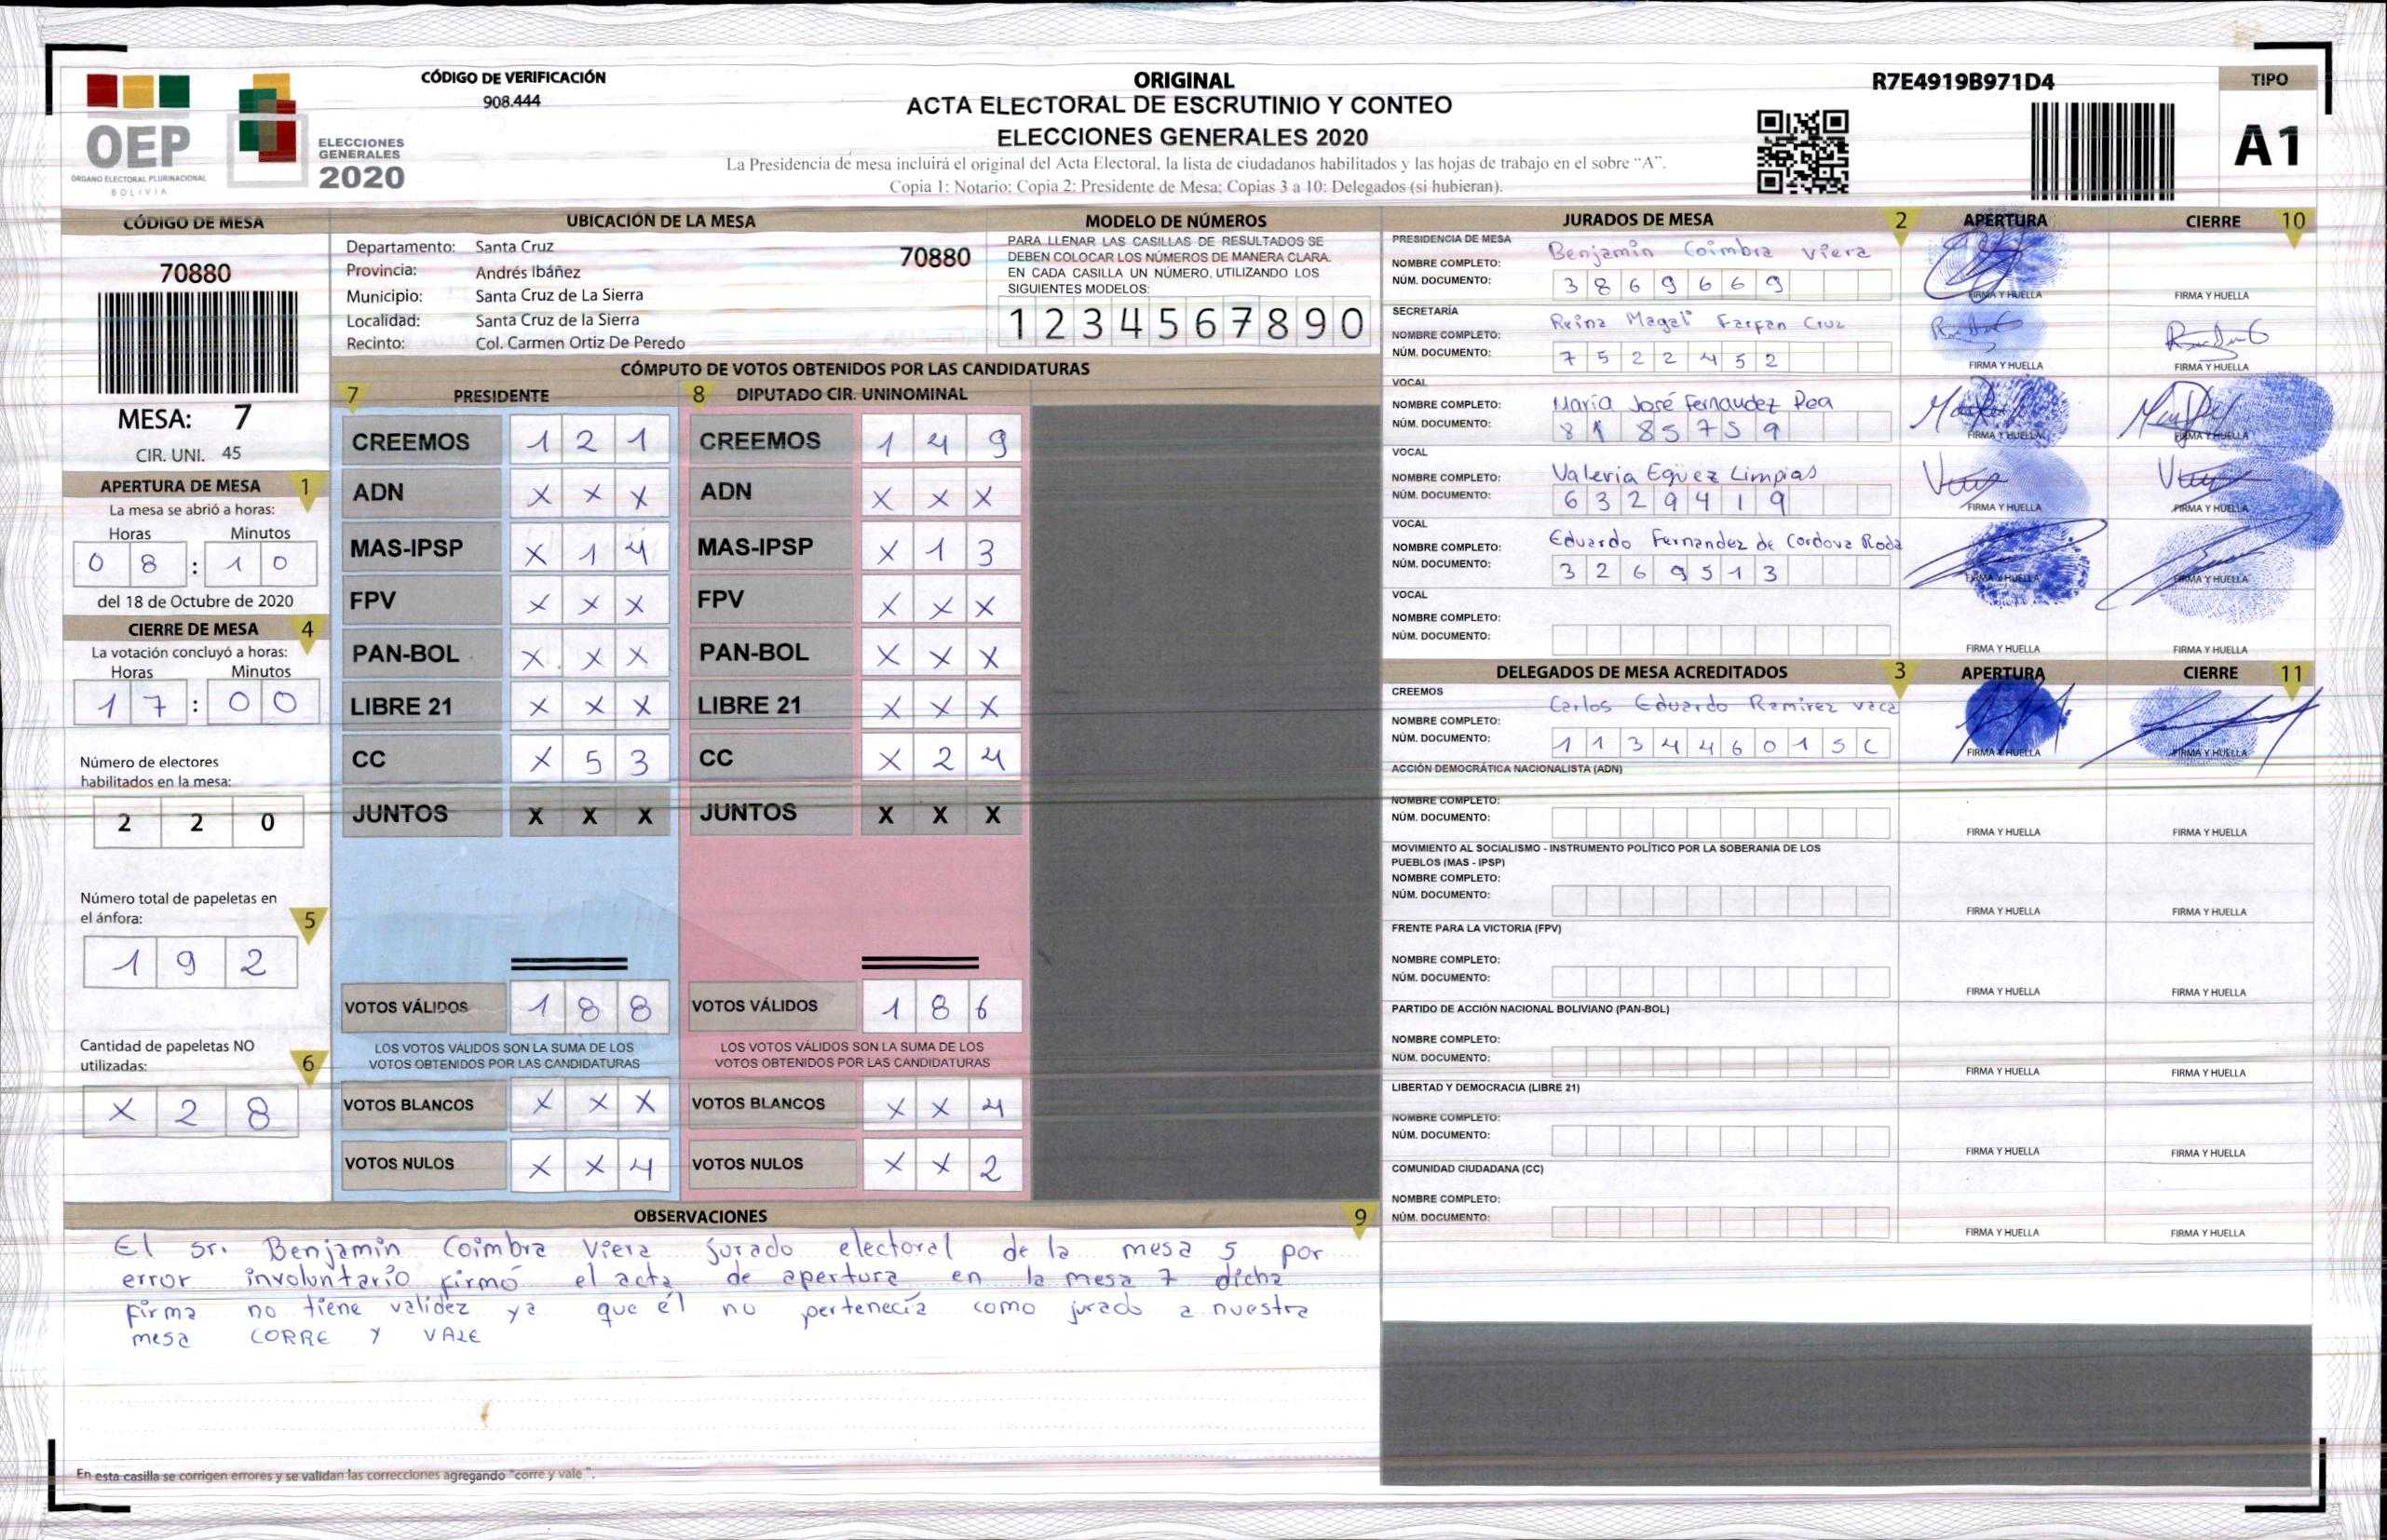 CÓDIGO DE VERIFICACIÓN
908.444
OEP
ÓRGANO ELECTORAL PLURINACIONAL
BOLIVIA
ELECCIONES
GENERALES
2020
ORIGINAL
ACTA ELECTORAL DE ESCRUTINIO Y CONTEO
ELECCIONES GENERALES 2020
La Presidencia de mesa incluirá el original del Acta Electoral, la lista de ciudadanos habilitados y las hojas de trabajo en el sobre "A".
Copia 1: Notario; Copia 2: Presidente de Mesa; Copias 3 a 10: Delegados (si hubieran).
R7E4919B971D4
TIPO
A1
CÓDIGO DE MESA
70880
MESA: 7
CIR. UNI. 45
APERTURA DE MESA 1
La mesa se abrió a horas:
Horas Minutos
0 8 : 1 0
del 18 de Octubre de 2020
CIERRE DE MESA 4
La votación concluyó a horas:
Horas Minutos
1 7 : 0 0
Número de electores
habilitados en la mesa:
2 2 0
Número total de papeletas en
el ánfora: 5
1 9 2
Cantidad de papeletas NO
utilizadas: 6
X 2 8
UBICACIÓN DE LA MESA
Departamento: Santa Cruz 70880
Provincia: Andrés Ibáñez
Municipio: Santa Cruz de La Sierra
Localidad: Santa Cruz de la Sierra
Recinto: Col. Carmen Ortiz De Peredo
MODELO DE NÚMEROS
PARA LLENAR LAS CASILLAS DE RESULTADOS SE
DEBEN COLOCAR LOS NÚMEROS DE MANERA CLARA.
EN CADA CASILLA UN NÚMERO, UTILIZANDO LOS
SIGUIENTES MODELOS:
1 2 3 4 5 6 7 8 9 0
CÓMPUTO DE VOTOS OBTENIDOS POR LAS CANDIDATURAS
7 PRESIDENTE
CREEMOS 1 2 1
ADN X X X
MAS-IPSP X 1 4
FPV X X X
PAN-BOL X X X
LIBRE 21 X X X
CC X 5 3
JUNTOS X X X
VOTOS VÁLIDOS 1 8 8
LOS VOTOS VÁLIDOS SON LA SUMA DE LOS
VOTOS OBTENIDOS POR LAS CANDIDATURAS
VOTOS BLANCOS X X X
VOTOS NULOS X X 4
8 DIPUTADO CIR. UNINOMINAL
CREEMOS 1 4 9
ADN X X X
MAS-IPSP X 1 3
FPV X X X
PAN-BOL X X X
LIBRE 21 X X X
CC X 2 4
JUNTOS X X X
VOTOS VÁLIDOS 1 8 6
LOS VOTOS VÁLIDOS SON LA SUMA DE LOS
VOTOS OBTENIDOS POR LAS CANDIDATURAS
VOTOS BLANCOS X X 4
VOTOS NULOS X X 2
JURADOS DE MESA 2 APERTURA CIERRE 10
PRESIDENCIA DE MESA
NOMBRE COMPLETO: Benjamin Coimbra Viera
NÚM. DOCUMENTO: 3 8 6 9 6 6 9
FIRMA Y HUELLA FIRMA Y HUELLA
SECRETARÍA
NOMBRE COMPLETO: Reina Magali Farfan Cruz
NÚM. DOCUMENTO: 7 5 2 2 4 5 2
FIRMA Y HUELLA FIRMA Y HUELLA
VOCAL
NOMBRE COMPLETO: María José Fernandez Rea
NÚM. DOCUMENTO: 8 1 8 5 7 5 9
FIRMA Y HUELLA FIRMA Y HUELLA
VOCAL
NOMBRE COMPLETO: Valeria Egüez Limpias
NÚM. DOCUMENTO: 6 3 2 9 4 1 9
FIRMA Y HUELLA FIRMA Y HUELLA
VOCAL
NOMBRE COMPLETO: Eduardo Fernandez de Cordova Roda
NÚM. DOCUMENTO: 3 2 6 9 5 1 3
FIRMA Y HUELLA FIRMA Y HUELLA
VOCAL
NOMBRE COMPLETO:
NÚM. DOCUMENTO:
FIRMA Y HUELLA FIRMA Y HUELLA
DELEGADOS DE MESA ACREDITADOS 3 APERTURA CIERRE 11
CREEMOS
NOMBRE COMPLETO: Carlos Eduardo Ramirez Vaca
NÚM. DOCUMENTO: 1 1 3 4 4 6 0 1 S C
FIRMA Y HUELLA FIRMA Y HUELLA
ACCIÓN DEMOCRÁTICA NACIONALISTA (ADN)
NOMBRE COMPLETO:
NÚM. DOCUMENTO:
FIRMA Y HUELLA FIRMA Y HUELLA
MOVIMIENTO AL SOCIALISMO - INSTRUMENTO POLÍTICO POR LA SOBERANIA DE LOS
PUEBLOS (MAS - IPSP)
NOMBRE COMPLETO:
NÚM. DOCUMENTO:
FIRMA Y HUELLA FIRMA Y HUELLA
FRENTE PARA LA VICTORIA (FPV)
NOMBRE COMPLETO:
NÚM. DOCUMENTO:
FIRMA Y HUELLA FIRMA Y HUELLA
PARTIDO DE ACCIÓN NACIONAL BOLIVIANO (PAN-BOL)
NOMBRE COMPLETO:
NÚM. DOCUMENTO:
FIRMA Y HUELLA FIRMA Y HUELLA
LIBERTAD Y DEMOCRACIA (LIBRE 21)
NOMBRE COMPLETO:
NÚM. DOCUMENTO:
FIRMA Y HUELLA FIRMA Y HUELLA
COMUNIDAD CIUDADANA (CC)
NOMBRE COMPLETO:
NÚM. DOCUMENTO:
FIRMA Y HUELLA FIRMA Y HUELLA
OBSERVACIONES 9
El sr. Benjamin Coimbra Viera jurado electoral de la mesa 5 por
error involuntario firmó el acta de apertura en la mesa 7 dicha
firma no tiene validez ya que él no pertenecía como jurado a nuestra
mesa CORRE Y VALE
En esta casilla se corrigen errores y se validan las correcciones agregando "corre y vale ".